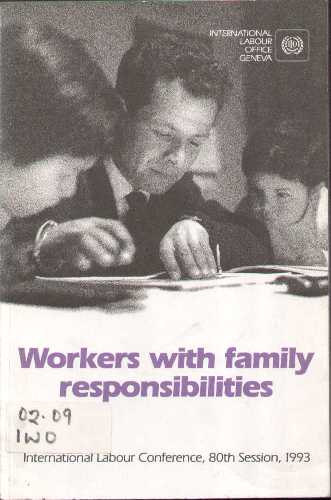 INTERNATIONAL
LABOUR
OFFICE
GENEVA
Workers with family
responsibilities
02.09
IWO
International Labour Conference, 80th Session, 1993